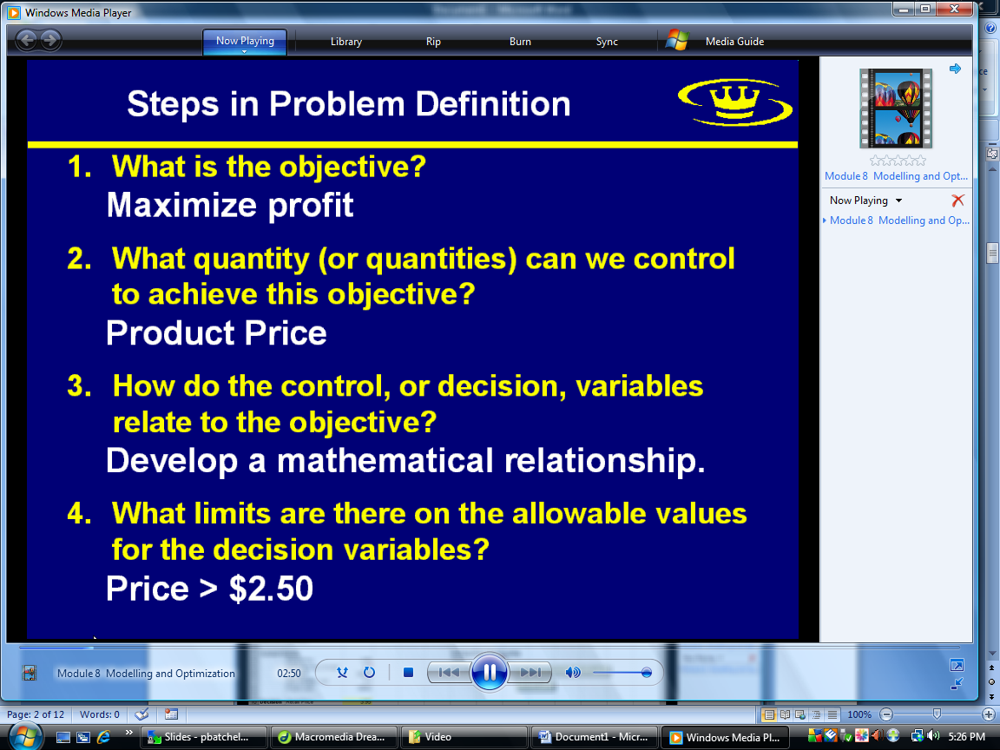 Windows Media Player
Now Playing
Library
Rip
Burn
Sync
Media Guide
Steps in Problem Definition
1. What is the objective?
Maximize profit
2. What quantity (or quantities) can we control
to achieve this objective?
Product Price
3. How do the control, or decision, variables
relate to the objective?
Develop a mathematical relationship.
4. What limits are there on the allowable values
for the decision variables?
Price > $2.50
Module 8 Modelling and Opt...
Now Playing
Module 8 Modelling and Op...
Module 8 Modelling and Optimization
02:50
Page: 2 of 12
Words: 0
100%
Slides - pbatchel...
Macromedia Drea...
Video
Document1 - Micr...
Windows Media Pl...
5:26 PM